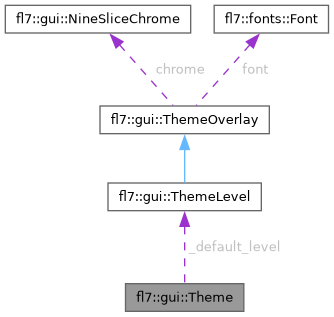 fl7::gui::NineSliceChrome
fl7::fonts::Font
chrome
font
fl7::gui::ThemeOverlay
fl7::gui::ThemeLevel
_default_level
fl7::gui::Theme